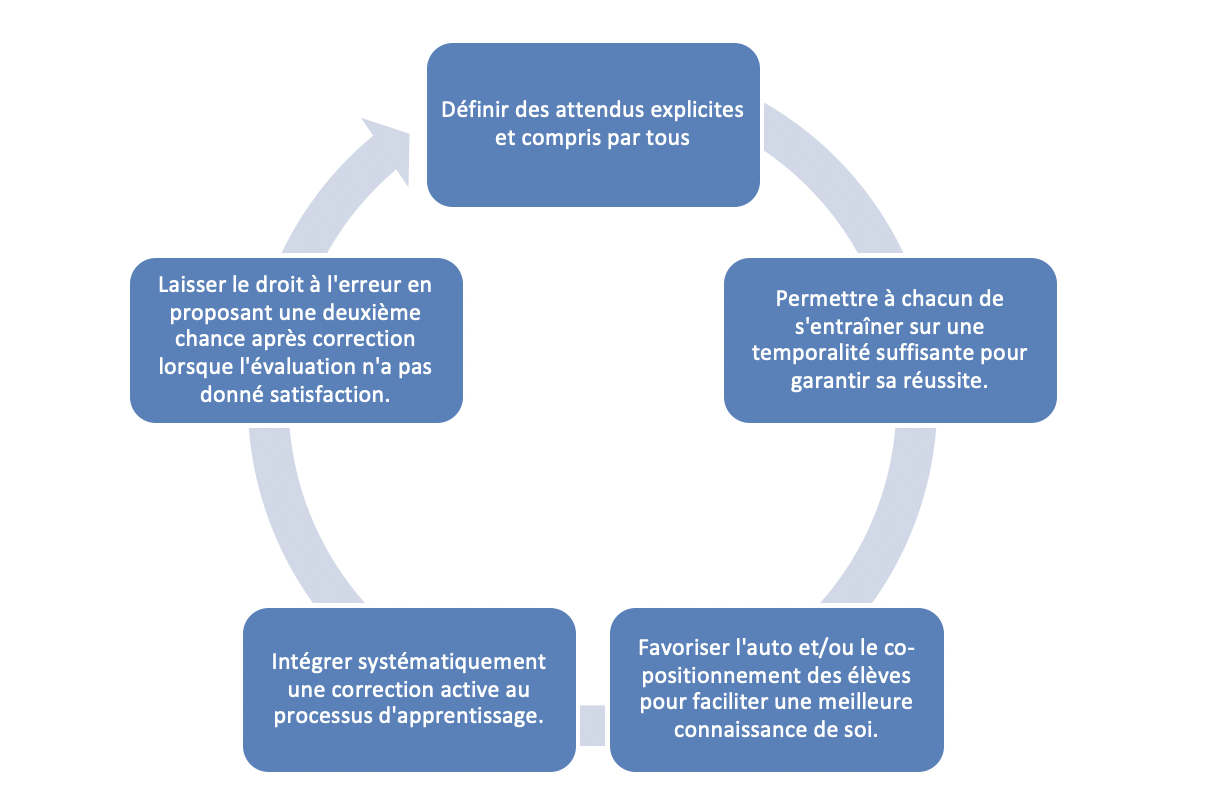 Définir des attendus explicites
et compris par tous
Permettre à chacun de
s'entraîner sur une
temporalité suffisante pour
garantir sa réussite.
Favoriser l'auto et/ou le co-
positionnement des élèves
pour faciliter une meilleure
connaissance de soi.
Intégrer systématiquement
une correction active au
processus d'apprentissage.
Laisser le droit à l'erreur en
proposant une deuxième
chance après correction
lorsque l'évaluation n'a pas
donné satisfaction.